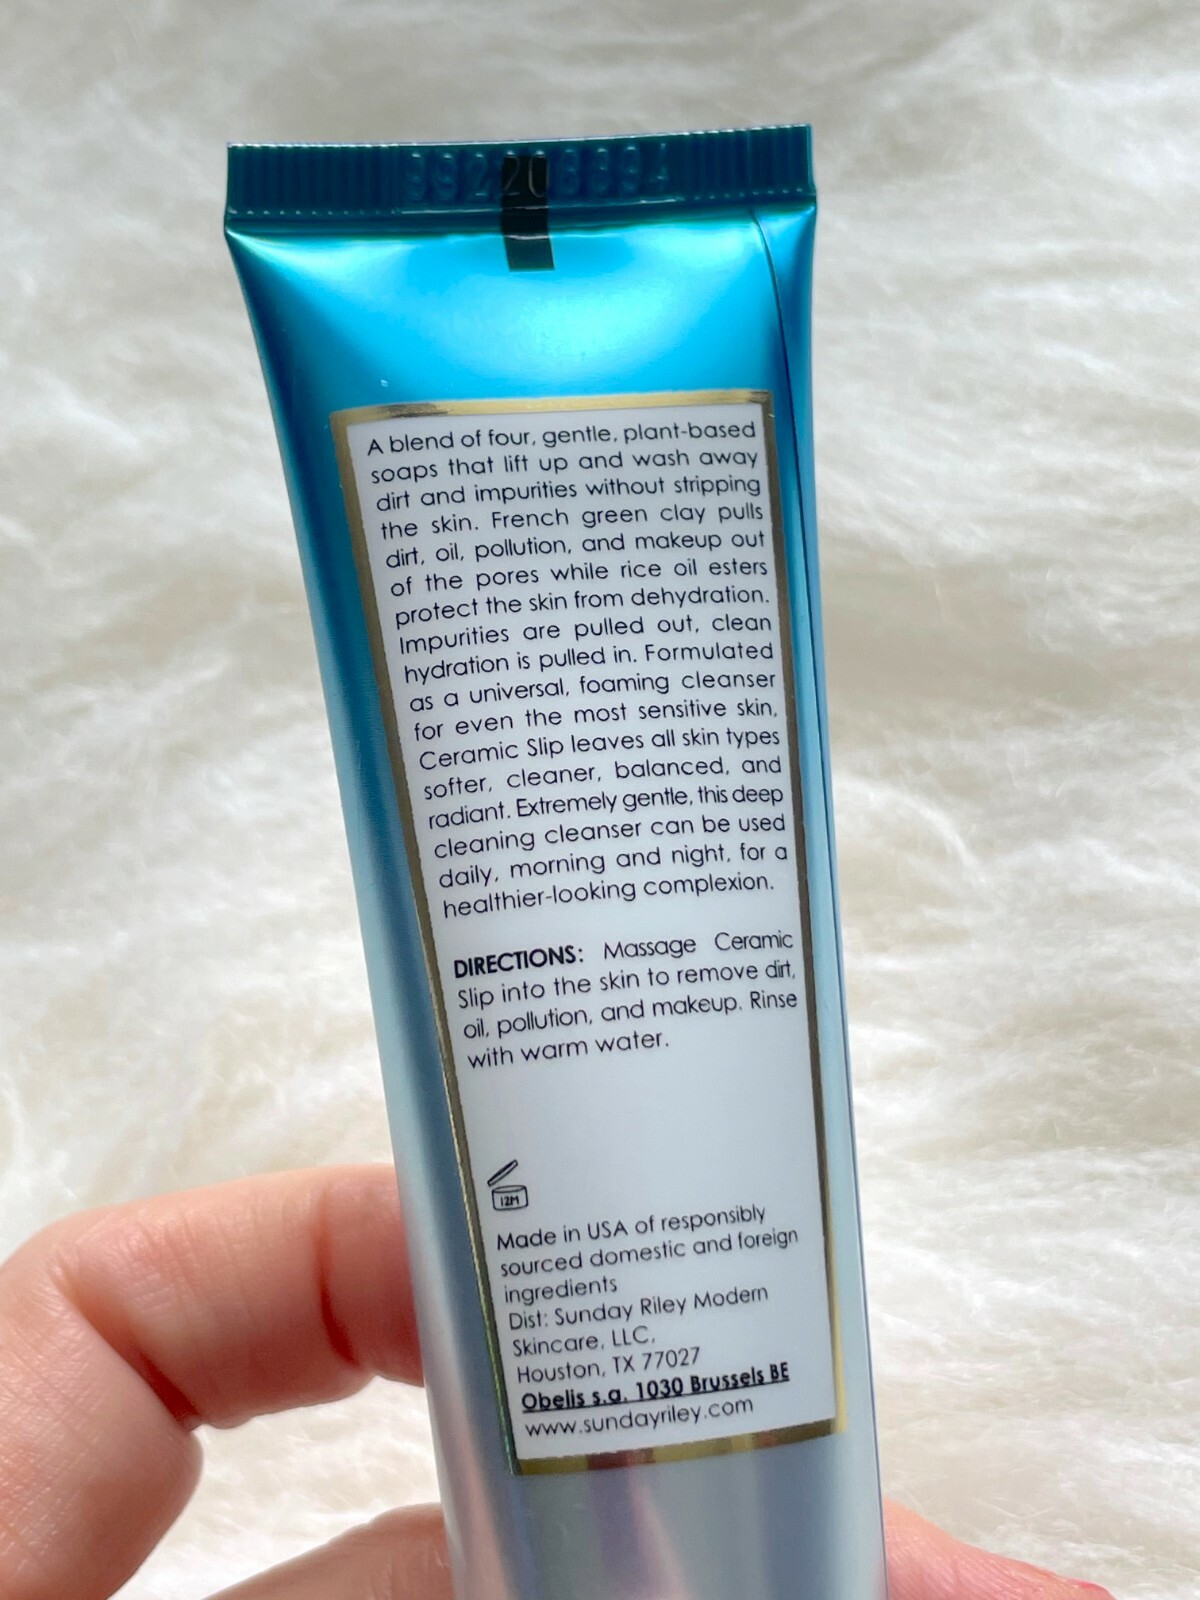 A blend of four, gentle, plant-based
soaps that lift up and wash away
dirt and impurities without stripping
the skin. French green clay pulls
dirt, oil, pollution, and makeup out
of the pores while rice oil esters
protect the skin from dehydration.
Impurities are pulled out, clean
hydration is pulled in. Formulated
as a universal, foaming cleanser
for even the most sensitive skin,
Ceramic Slip leaves all skin types
softer, cleaner, balanced, and
radiant. Extremely gentle, this deep
cleaning cleanser can be used
daily, morning and night, for a
healthier-looking complexion.
DIRECTIONS: Massage Ceramic
Slip into the skin to remove dirt,
oil, pollution, and makeup. Rinse
with warm water.
12M
Made in USA of responsibly
sourced domestic and foreign
ingredients
Dist: Sunday Riley Modern
Skincare, LLC,
Houston, TX 77027
Obelis s.a. 1030 Brussels BE
www.sundayriley.com